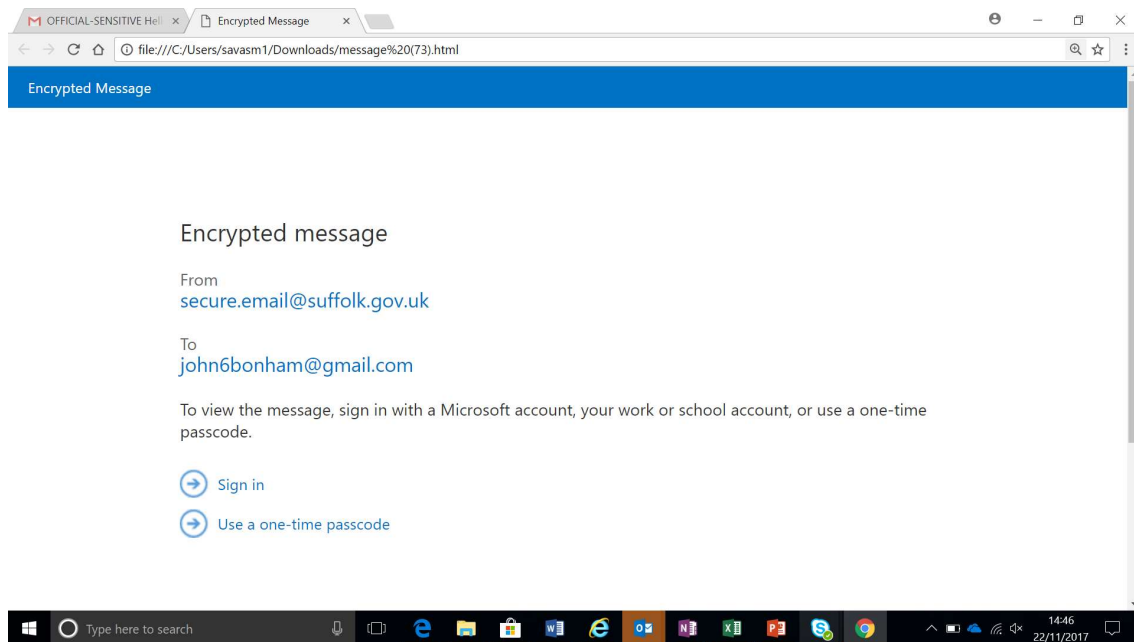 OFFICIAL-SENSITIVE Hell
Encrypted Message
file:///C:/Users/savasm1/Downloads/message%20(73).html
Encrypted Message
Encrypted message
From
secure.email@suffolk.gov.uk
To
john6bonham@gmail.com
To view the message, sign in with a Microsoft account, your work or school account, or use a one-time
passcode.
Sign in
Use a one-time passcode
Type here to search
14:46
22/11/2017